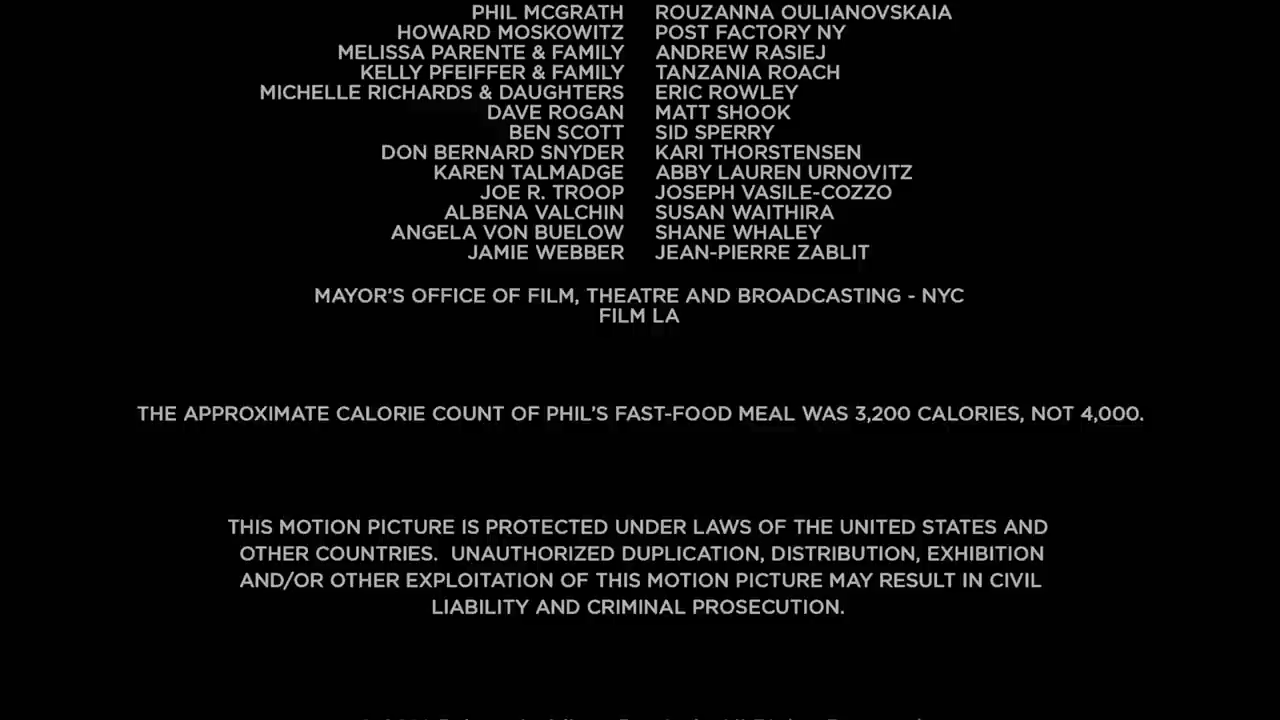 PHIL MCGRATH ROUZANNA OULIANOVSKAIA
HOWARD MOSKOWITZ POST FACTORY NY
MELISSA PARENTE & FAMILY ANDREW RASIEJ
KELLY PFEIFFER & FAMILY TANZANIA ROACH
MICHELLE RICHARDS & DAUGHTERS ERIC ROWLEY
DAVE ROGAN MATT SHOOK
BEN SCOTT SID SPERRY
DON BERNARD SNYDER KARI THORSTENSEN
KAREN TALMADGE ABBY LAUREN URNOVITZ
JOE R. TROOP JOSEPH VASILE-COZZO
ALBENA VALCHIN SUSAN WAITHIRA
ANGELA VON BUELOW SHANE WHALEY
JAMIE WEBBER JEAN-PIERRE ZABLIT
MAYOR'S OFFICE OF FILM, THEATRE AND BROADCASTING - NYC
FILM LA
THE APPROXIMATE CALORIE COUNT OF PHIL'S FAST-FOOD MEAL WAS 3,200 CALORIES, NOT 4,000.
THIS MOTION PICTURE IS PROTECTED UNDER LAWS OF THE UNITED STATES AND
OTHER COUNTRIES. UNAUTHORIZED DUPLICATION, DISTRIBUTION, EXHIBITION
AND/OR OTHER EXPLOITATION OF THIS MOTION PICTURE MAY RESULT IN CIVIL
LIABILITY AND CRIMINAL PROSECUTION.